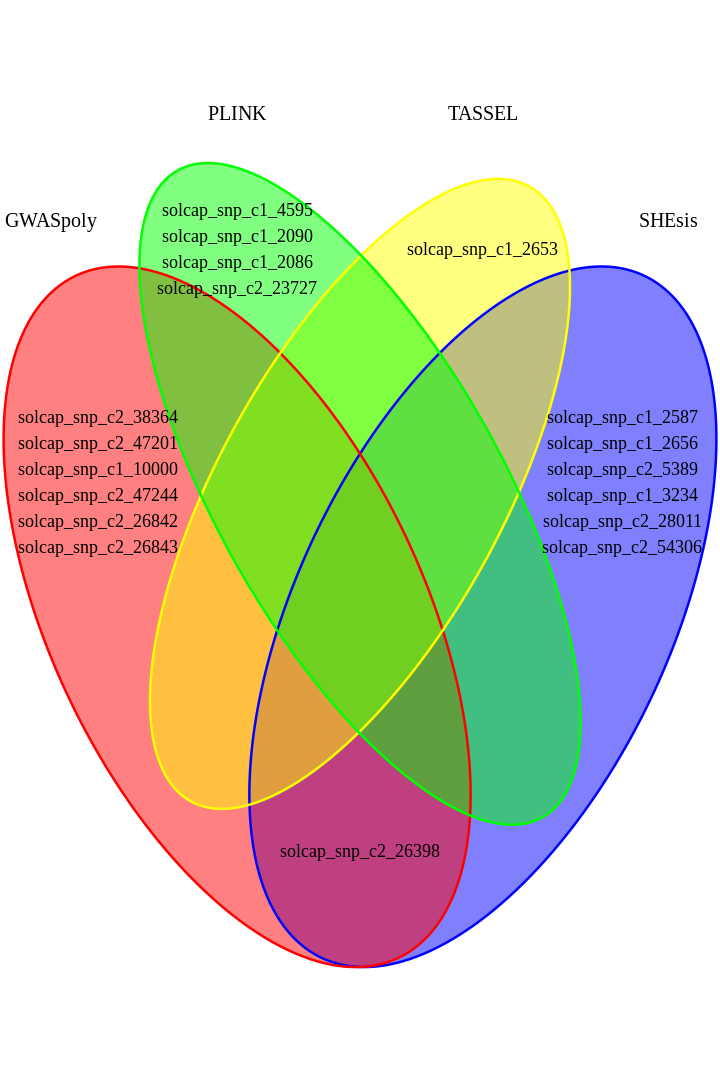 PLINK
TASSEL
GWASpoly
SHEsis
solcap_snp_c1_4595
solcap_snp_c1_2090
solcap_snp_c1_2086
solcap_snp_c2_23727
solcap_snp_c1_2653
solcap_snp_c2_38364
solcap_snp_c2_47201
solcap_snp_c1_10000
solcap_snp_c2_47244
solcap_snp_c2_26842
solcap_snp_c2_26843
solcap_snp_c1_2587
solcap_snp_c1_2656
solcap_snp_c2_5389
solcap_snp_c1_3234
solcap_snp_c2_28011
solcap_snp_c2_54306
solcap_snp_c2_26398